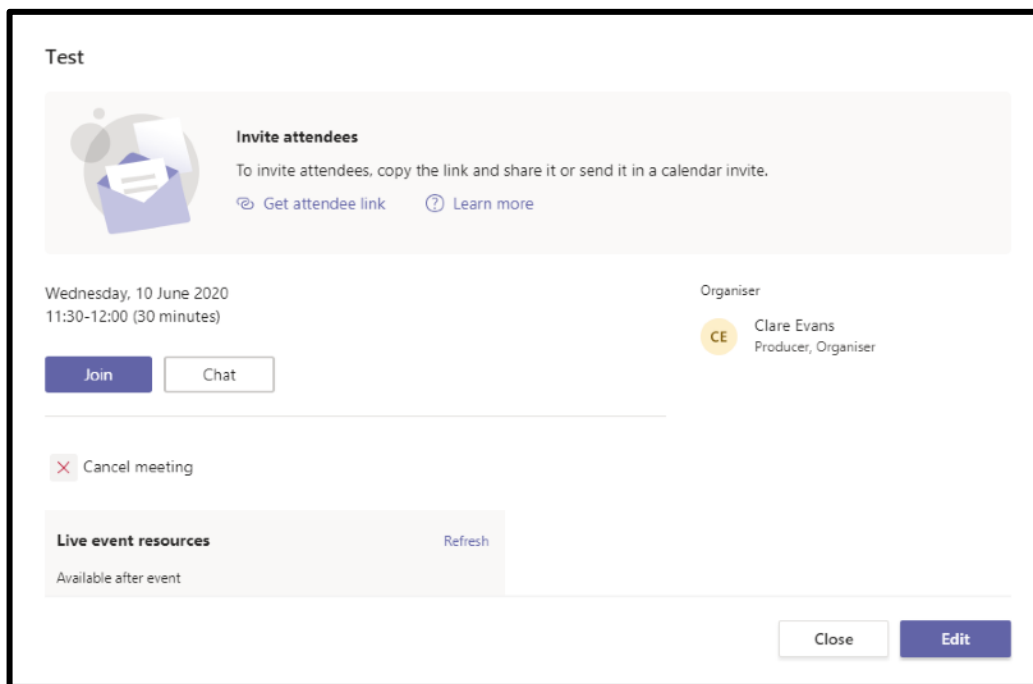 Test
Invite attendees
To invite attendees, copy the link and share it or send it in a calendar invite.
Get attendee link
Learn more
Wednesday, 10 June 2020
11:30-12:00 (30 minutes)
Join
Chat
Organiser
CE
Clare Evans
Producer, Organiser
Cancel meeting
Live event resources
Refresh
Available after event
Close
Edit